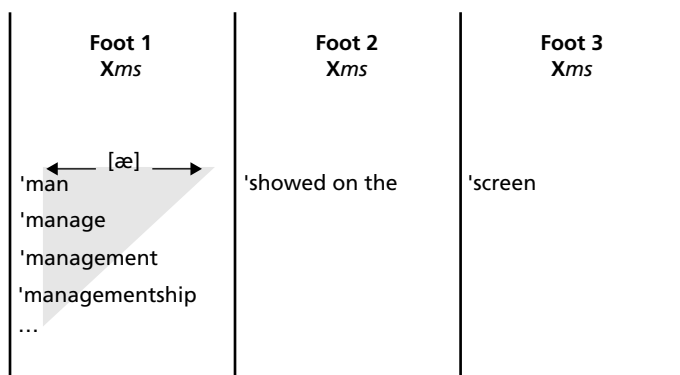 Foot 1 Foot 2 Foot 3
Xms Xms Xms
[æ]
'man 'showed on the 'screen
'manage
'management
'managementship
…